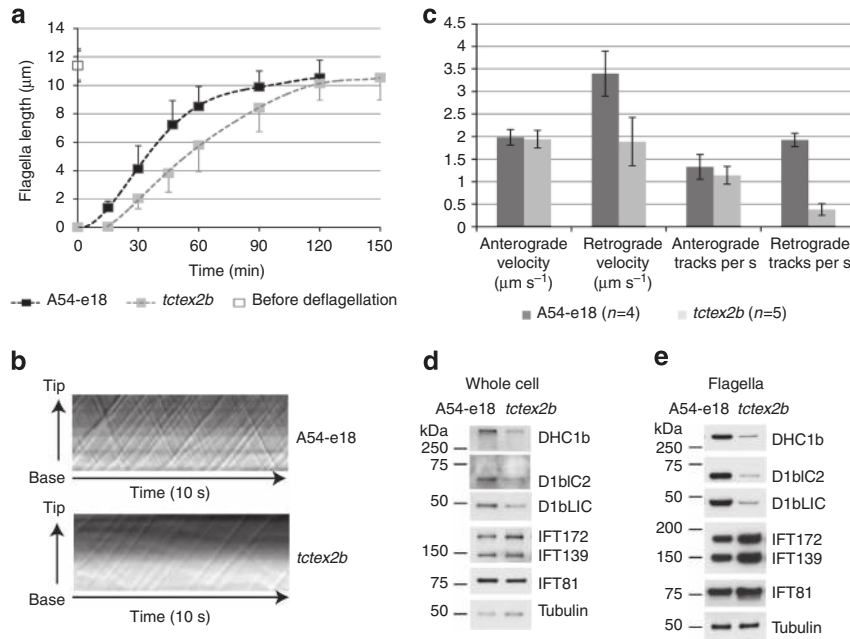 a
Flagella length (μm)
14
12
10
8
6
4
2
0
0 30 60 90 120 150
Time (min)
A54-e18 tctex2b Before deflagellation
c
4.5
4
3.5
3
2.5
2
1.5
1
0.5
0
Anterograde velocity (μm s⁻¹)
Retrograde velocity (μm s⁻¹)
Anterograde tracks per s
Retrograde tracks per s
A54-e18 (n=4) tctex2b (n=5)
b
Tip
A54-e18
Base
Time (10 s)
Tip
tctex2b
Base
Time (10 s)
d
Whole cell
A54-e18 tctex2b
kDa
DHC1b
250
75
D1bIC2
50
D1bLIC
IFT172
150
IFT139
75
IFT81
50
Tubulin
e
Flagella
A54-e18 tctex2b
kDa
DHC1b
250
75
D1bIC2
50
D1bLIC
200
IFT172
150
IFT139
75
IFT81
50
Tubulin